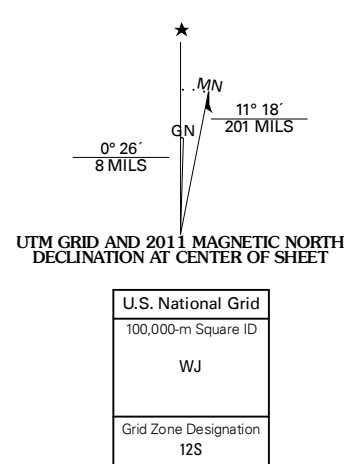 MN
11° 18´
201 MILS
GN
0° 26´
8 MILS
UTM GRID AND 2011 MAGNETIC NORTH
DECLINATION AT CENTER OF SHEET
U.S. National Grid
100,000-m Square ID
WJ
Grid Zone Designation
12S